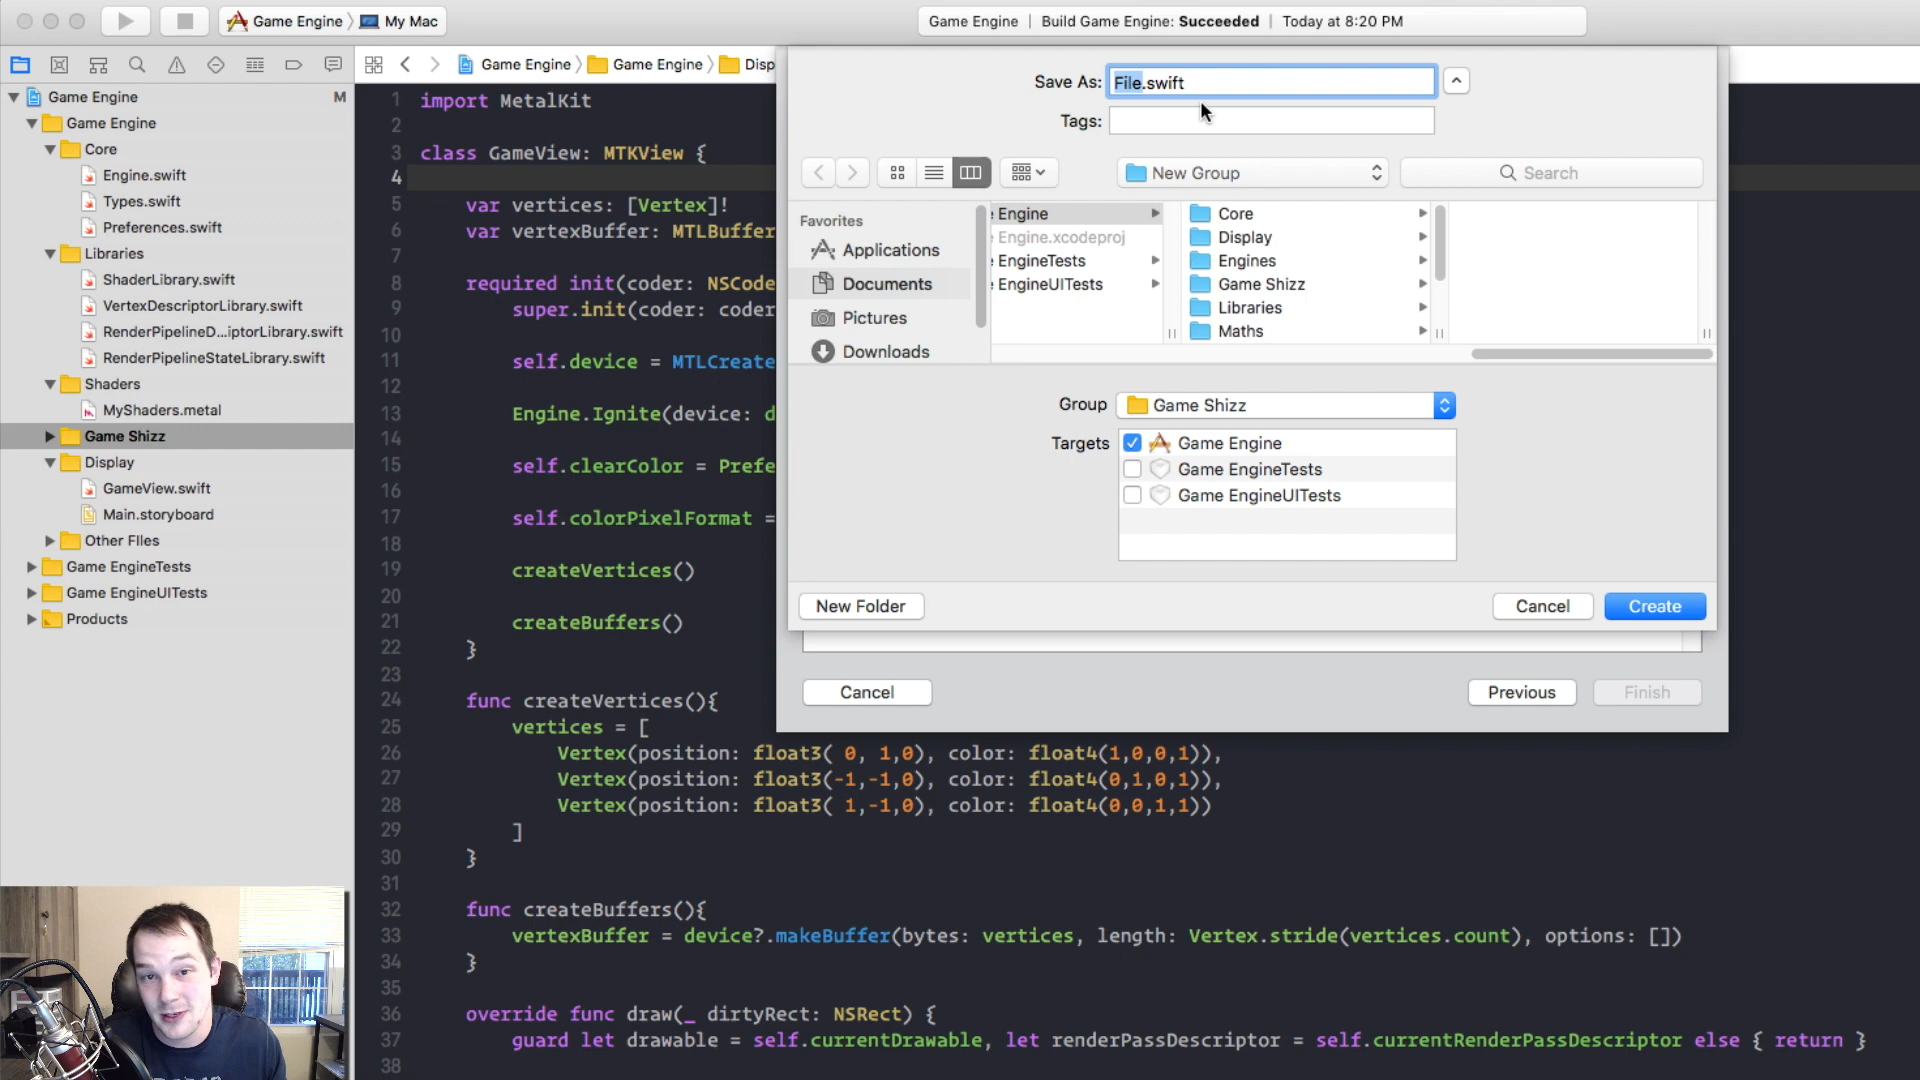 Game Engine My Mac
Game Engine | Build Game Engine: Succeeded | Today at 8:20 PM
Game Engine Game Engine Disp
Game Engine M
Game Engine
Core
Engine.swift
Types.swift
Preferences.swift
Libraries
ShaderLibrary.swift
VertexDescriptorLibrary.swift
RenderPipelineD...iptorLibrary.swift
RenderPipelineStateLibrary.swift
Shaders
MyShaders.metal
Game Shizz
Display
GameView.swift
Main.storyboard
Other FIles
Game EngineTests
Game EngineUITests
Products
1 import MetalKit
2
3 class GameView: MTKView {
4
5 var vertices: [Vertex]!
6 var vertexBuffer: MTLBuffer
7
8 required init(coder: NSCode
9 super.init(coder: coder
10
11 self.device = MTLCreate
12
13 Engine.Ignite(device: d
14
15 self.clearColor = Prefe
16
17 self.colorPixelFormat =
18
19 createVertices()
20
21 createBuffers()
22 }
23
24 func createVertices(){
25 vertices = [
26 Vertex(position: float3( 0, 1,0), color: float4(1,0,0,1)),
27 Vertex(position: float3(-1,-1,0), color: float4(0,1,0,1)),
28 Vertex(position: float3( 1,-1,0), color: float4(0,0,1,1))
29 ]
30 }
31
32 func createBuffers(){
33 vertexBuffer = device?.makeBuffer(bytes: vertices, length: Vertex.stride(vertices.count), options: [])
34 }
35
36 override func draw(_ dirtyRect: NSRect) {
37 guard let drawable = self.currentDrawable, let renderPassDescriptor = self.currentRenderPassDescriptor else { return }
38
Save As: File.swift
Tags:
New Group
Search
Favorites
Applications
Documents
Pictures
Downloads
Engine
Engine.xcodeproj
EngineTests
EngineUITests
Core
Display
Engines
Game Shizz
Libraries
Maths
Group Game Shizz
Targets Game Engine
Game EngineTests
Game EngineUITests
New Folder Cancel Create
Cancel Previous Finish